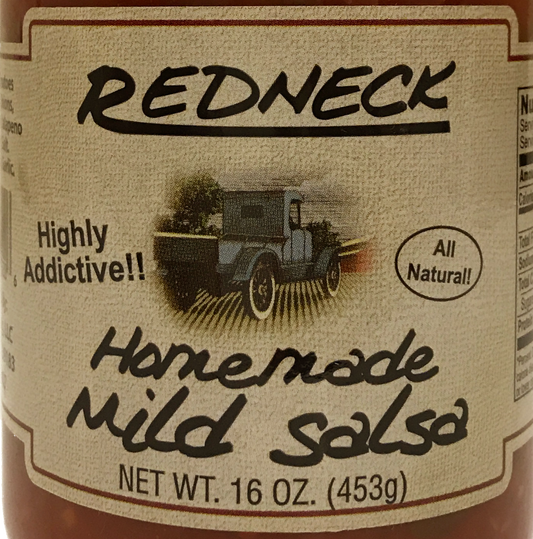 REDNECK
Highly
Addictive!!
All
Natural!
Homemade
Mild Salsa
NET WT. 16 OZ. (453g)